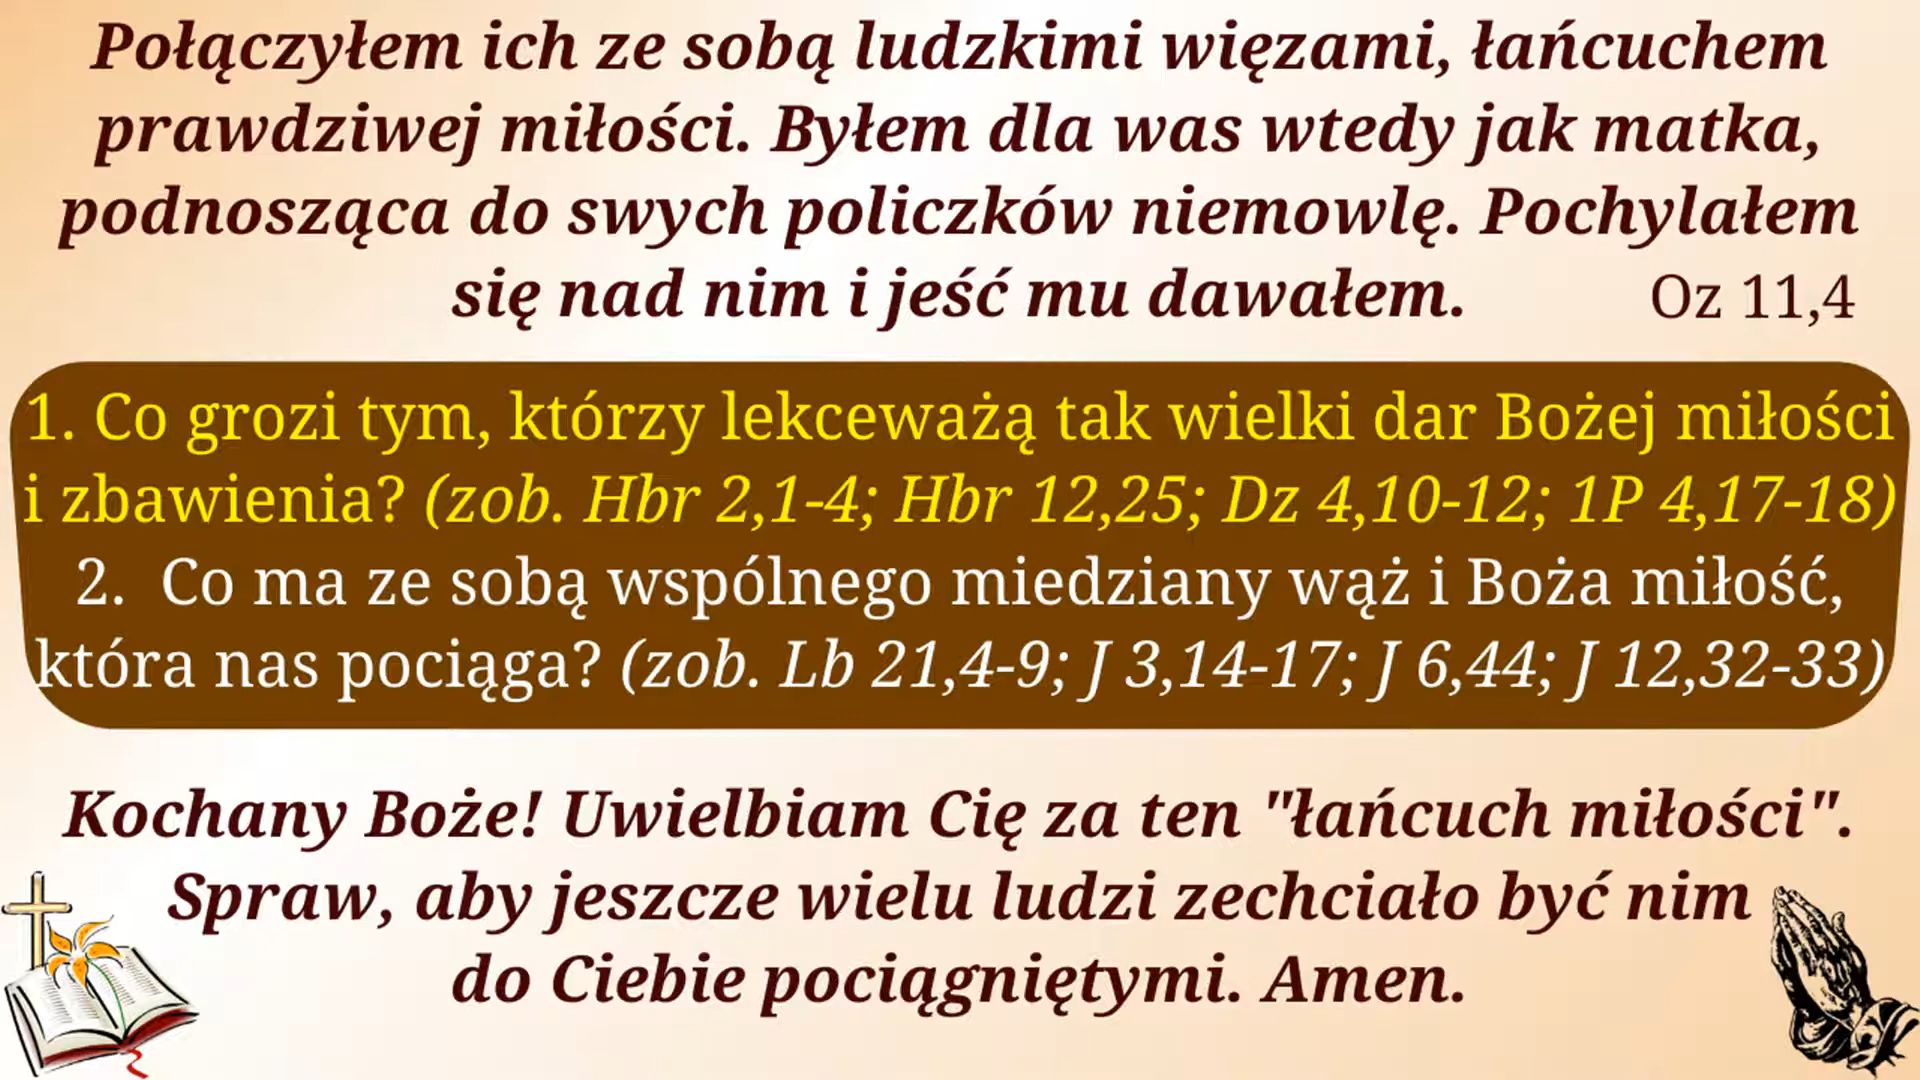 Połączyłem ich ze sobą ludzkimi więzami, łańcuchem
prawdziwej miłości. Byłem dla was wtedy jak matka,
podnosząca do swych policzków niemowlę. Pochylałem
się nad nim i jeść mu dawałem. Oz 11,4
1. Co grozi tym, którzy lekceważą tak wielki dar Bożej miłości
i zbawienia? (zob. Hbr 2,1-4; Hbr 12,25; Dz 4,10-12; 1P 4,17-18)
2. Co ma ze sobą wspólnego miedziany wąż i Boża miłość,
która nas pociąga? (zob. Lb 21,4-9; J 3,14-17; J 6,44; J 12,32-33)
Kochany Boże! Uwielbiam Cię za ten "łańcuch miłości".
Spraw, aby jeszcze wielu ludzi zechciało być nim
do Ciebie pociągniętymi. Amen.